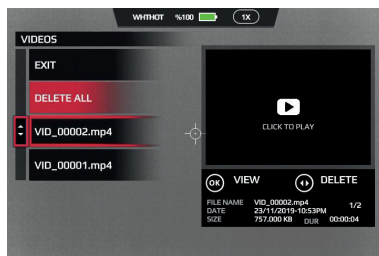 WHTHOT %100 1X
VIDEOS
EXIT
DELETE ALL
VID_00002.mp4
VID_00001.mp4
CLICK TO PLAY
OK VIEW DELETE
FILE NAME VID_00002.mp4 1/2
DATE 23/11/2019-10:53PM
SIZE 757.000 KB DUR 00:00:04